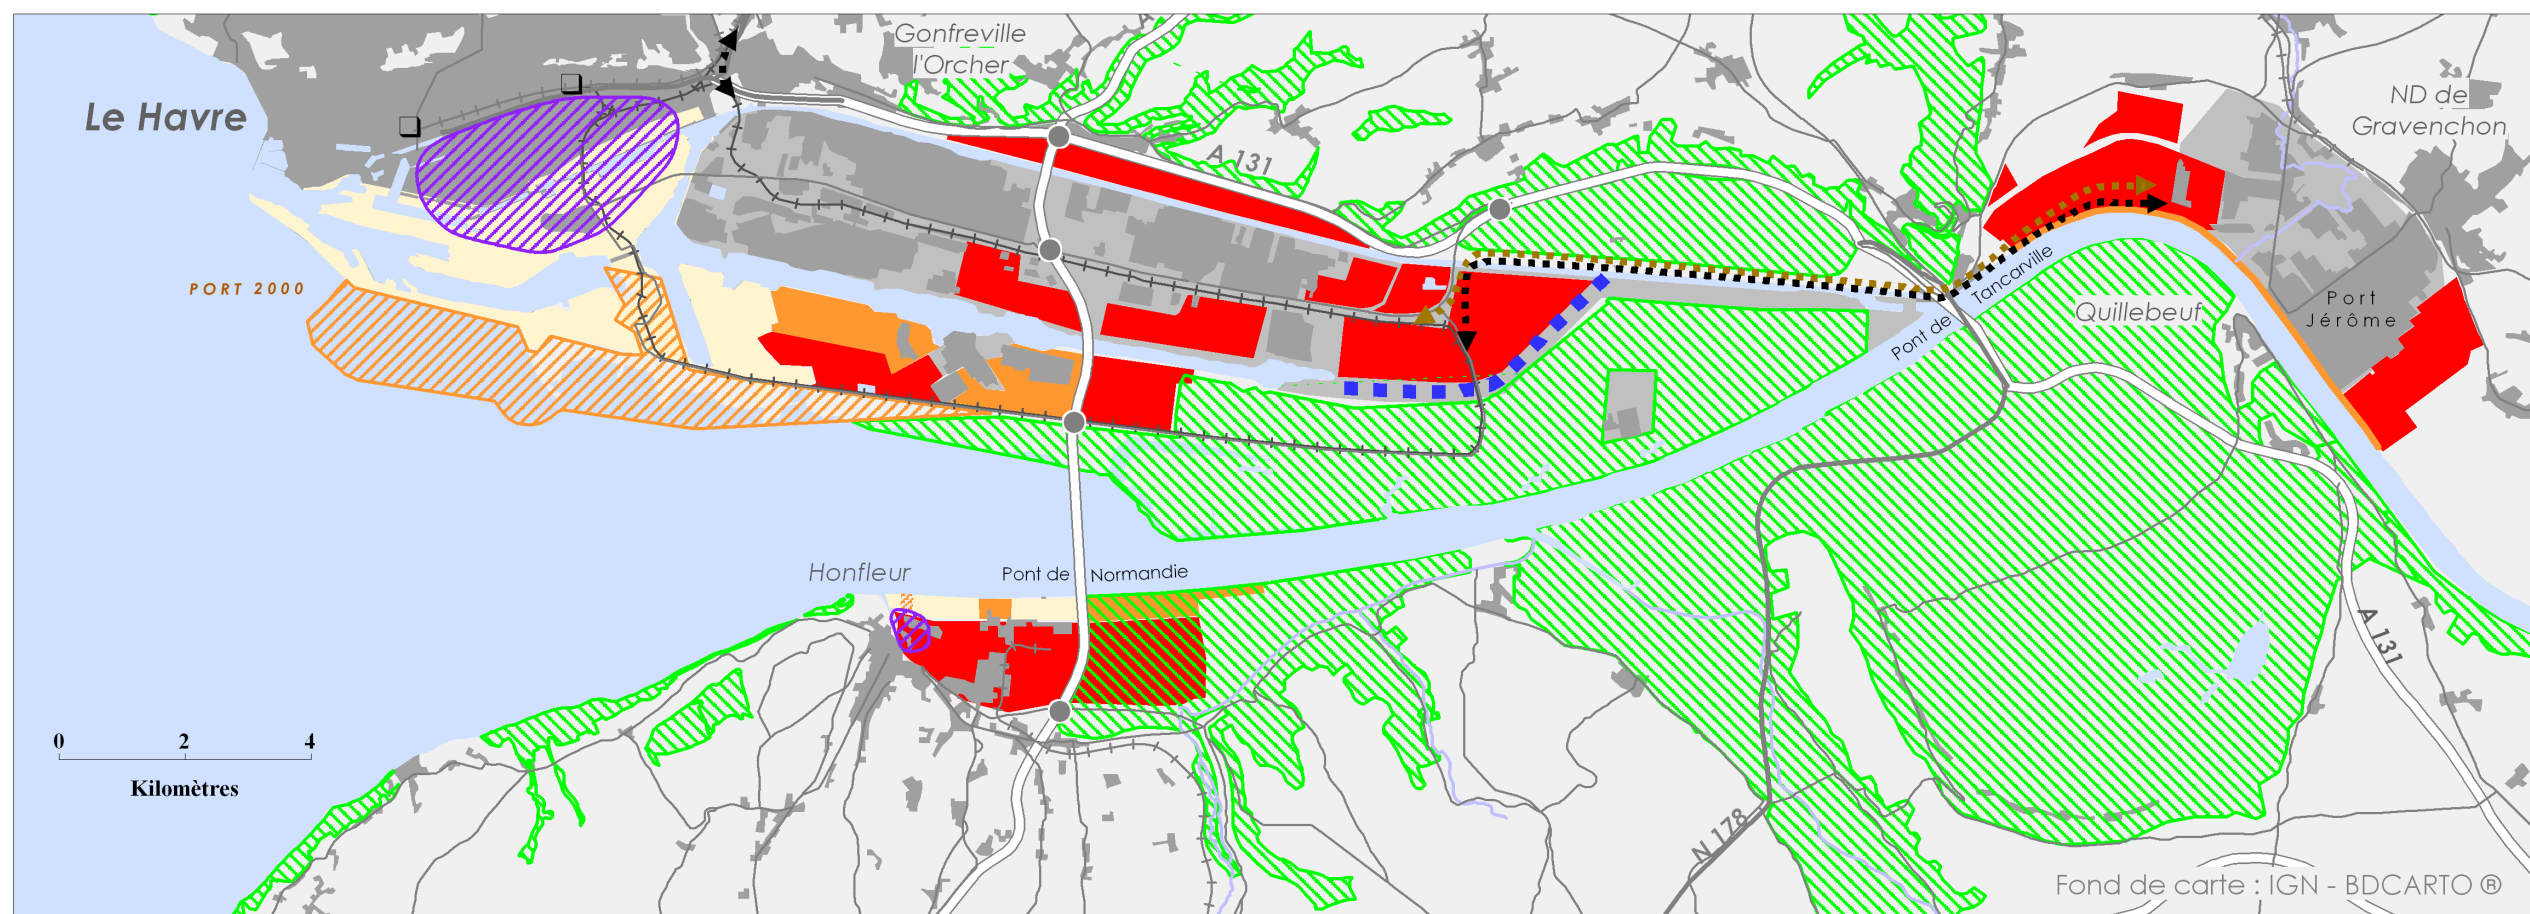 Gonfreville
l'Orcher
Le Havre
ND de
Gravenchon
A 131
PORT 2000
Port
Jérôme
Quillebeuf
Pont de
Tancarville
Honfleur
Pont de Normandie
A 131
0 2 4
Kilomètres
N 178
Fond de carte : IGN - BDCARTO ®